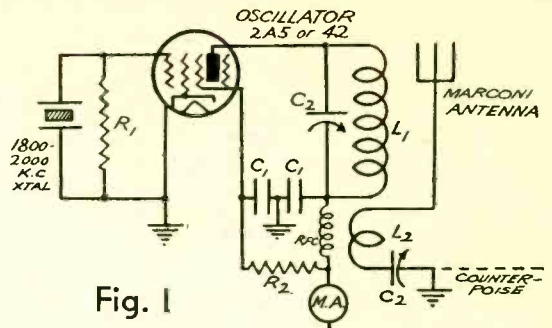 OSCILLATOR
2A5 or 42
C2
L1
MARCONI
ANTENNA
R1
1800-
2000
K.C
XTAL
C1 C1
RFC
L2
R2
C2
COUNTER-
POISE
M.A.
Fig. 1